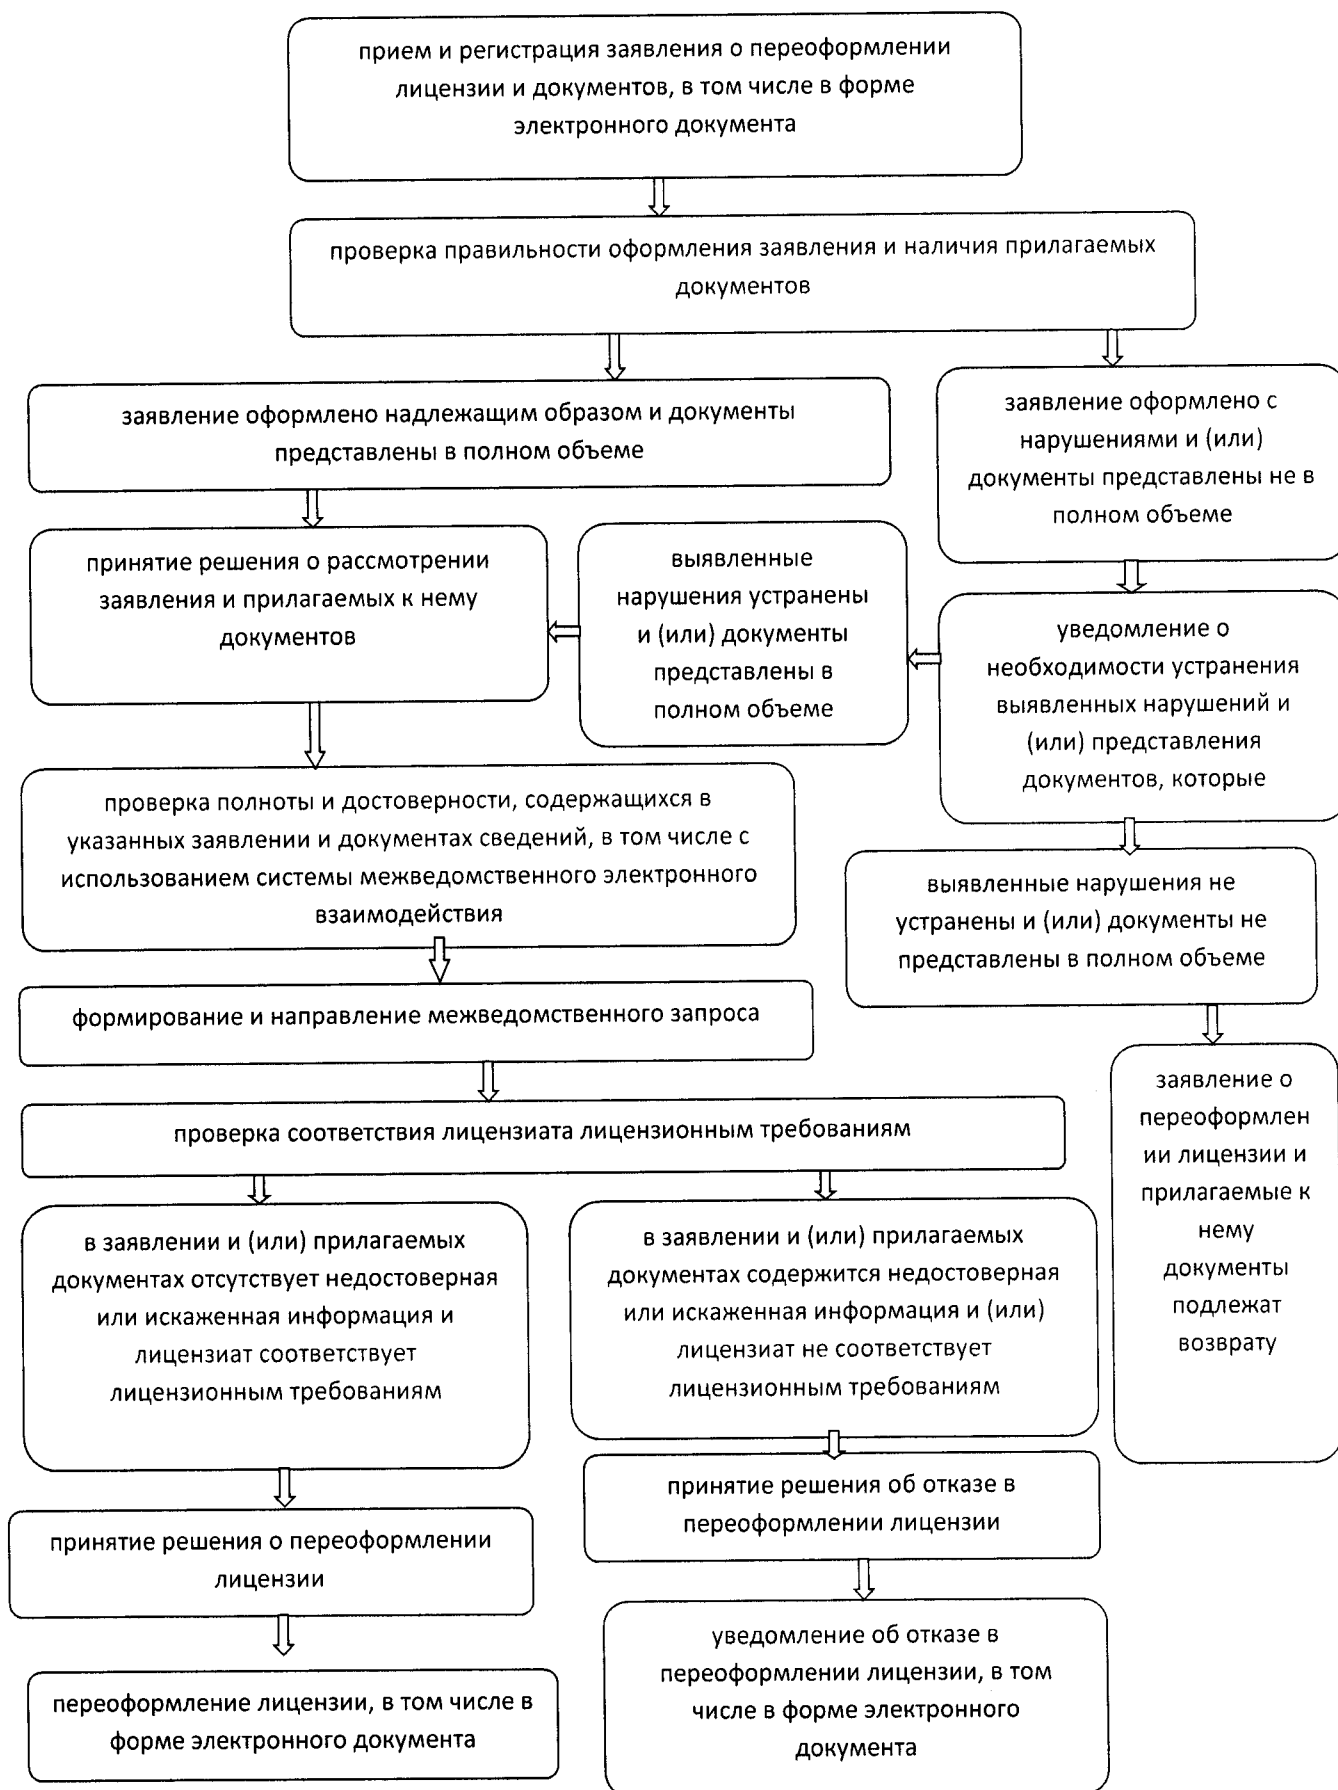 прием и регистрация заявления о переоформлении
лицензии и документов, в том числе в форме
электронного документа
проверка правильности оформления заявления и наличия прилагаемых
документов
заявление оформлено надлежащим образом и документы
представлены в полном объеме
заявление оформлено с
нарушениями и (или)
документы представлены не в
полном объеме
принятие решения о рассмотрении
заявления и прилагаемых к нему
документов
выявленные
нарушения устранены
и (или) документы
представлены в
полном объеме
уведомление о
необходимости устранения
выявленных нарушений и
(или) представления
документов, которые
проверка полноты и достоверности, содержащихся в
указанных заявлении и документах сведений, в том числе с
использованием системы межведомственного электронного
взаимодействия
выявленные нарушения не
устранены и (или) документы не
представлены в полном объеме
формирование и направление межведомственного запроса
заявление о
переоформлен
ии лицензии и
прилагаемые к
нему
документы
подлежат
возврату
проверка соответствия лицензиата лицензионным требованиям
в заявлении и (или) прилагаемых
документах отсутствует недостоверная
или искаженная информация и
лицензиат соответствует
лицензионным требованиям
в заявлении и (или) прилагаемых
документах содержится недостоверная
или искаженная информация и (или)
лицензиат не соответствует
лицензионным требованиям
принятие решения об отказе в
переоформлении лицензии
принятие решения о переоформлении
лицензии
уведомление об отказе в
переоформлении лицензии, в том
числе в форме электронного
документа
переоформление лицензии, в том числе в
форме электронного документа